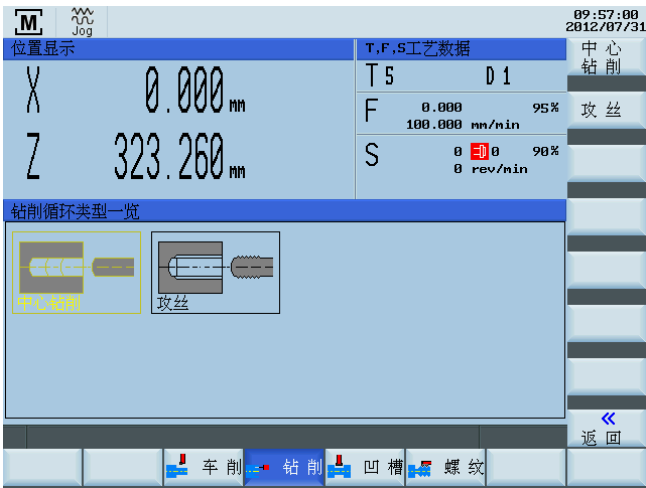 M
Jog
09:57:00
2012/07/31
位置显示
X 0.000 MM
Z 323.260 MM
T,F,S工艺数据
T 5 D 1
F 0.000 95%
100.000 mm/min
S 0 0 90%
0 rev/min
中心
钻削
攻丝
钻削循环类型一览
中心钻削
攻丝
«
返回
车削 钻削 凹槽 螺纹